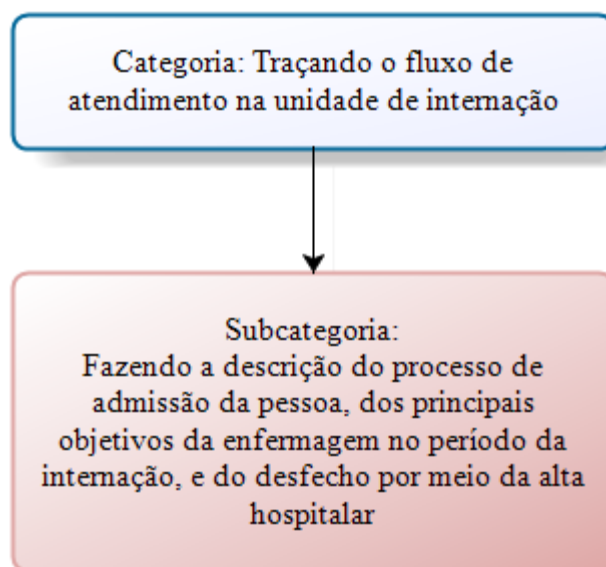 Categoria: Traçando o fluxo de
atendimento na unidade de internação
Subcategoria:
Fazendo a descrição do processo de
admissão da pessoa, dos principais
objetivos da enfermagem no período da
internação, e do desfecho por meio da alta
hospitalar